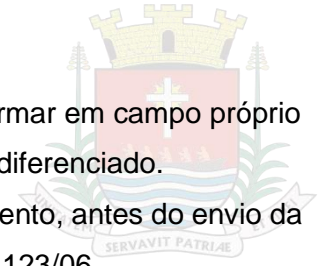 rmar em campo próprio
diferenciado.
ento, antes do envio da
123/06
SERVAVIT PATRIAE